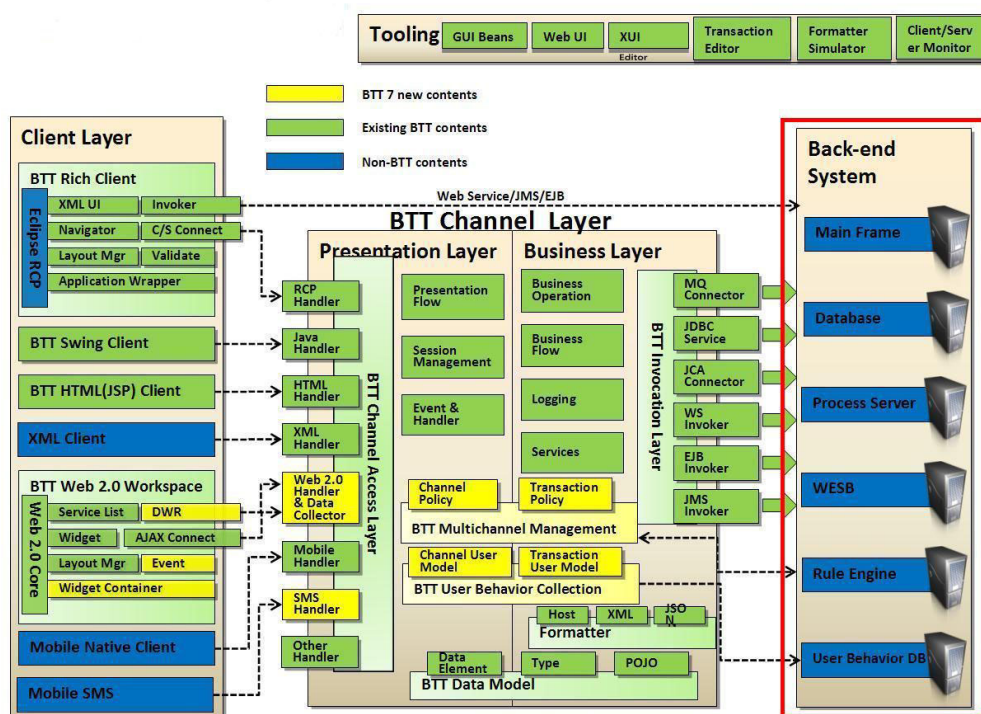 Tooling
GUI Beans
Web UI
XUI
Editor
Transaction
Editor
Formatter
Simulator
Client/Serv
er Monitor
BTT 7 new contents
Existing BTT contents
Non-BTT contents
Client Layer
BTT Rich Client
Eclipse RCP
XML UI
Invoker
Navigator
C/S Connect
Layout Mgr
Validate
Application Wrapper
BTT Swing Client
BTT HTML(JSP) Client
XML Client
BTT Web 2.0 Workspace
Web 2.0 Core
Service List
DWR
Widget
AJAX Connect
Layout Mgr
Event
Widget Container
Mobile Native Client
Mobile SMS
Web Service/JMS/EJB
BTT Channel Layer
Presentation Layer
RCP
Handler
Java
Handler
HTML
Handler
XML
Handler
Web 2.0
Handler
& Data
Collector
Mobile
Handler
SMS
Handler
Other
Handler
BTT Channel Access Layer
Presentation
Flow
Session
Management
Event &
Handler
Business Layer
Business
Operation
Business
Flow
Logging
Services
BTT Invocation Layer
MQ
Connector
JDBC
Service
JCA
Connector
WS
Invoker
EJB
Invoker
JMS
Invoker
Channel
Policy
Transaction
Policy
BTT Multichannel Management
Channel User
Model
Transaction
User Model
BTT User Behavior Collection
Host
XML
JSO
N
Formatter
Data
Element
Type
POJO
BTT Data Model
Back-end
System
Main Frame
Database
Process Server
WESB
Rule Engine
User Behavior DB